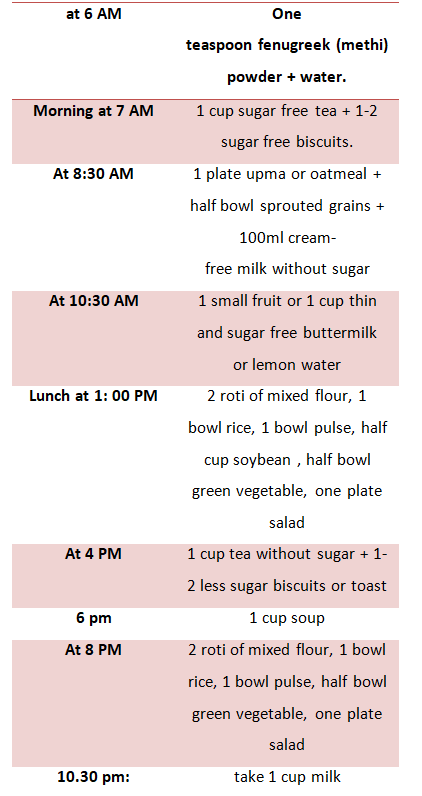 at 6 AM One
teaspoon fenugreek (methi)
powder + water.
Morning at 7 AM 1 cup sugar free tea + 1-2
sugar free biscuits.
At 8:30 AM 1 plate upma or oatmeal +
half bowl sprouted grains +
100ml cream-
free milk without sugar
At 10:30 AM 1 small fruit or 1 cup thin
and sugar free buttermilk
or lemon water
Lunch at 1: 00 PM 2 roti of mixed flour, 1
bowl rice, 1 bowl pulse, half
cup soybean , half bowl
green vegetable, one plate
salad
At 4 PM 1 cup tea without sugar + 1-
2 less sugar biscuits or toast
6 pm 1 cup soup
At 8 PM 2 roti of mixed flour, 1 bowl
rice, 1 bowl pulse, half bowl
green vegetable, one plate
salad
10.30 pm: take 1 cup milk